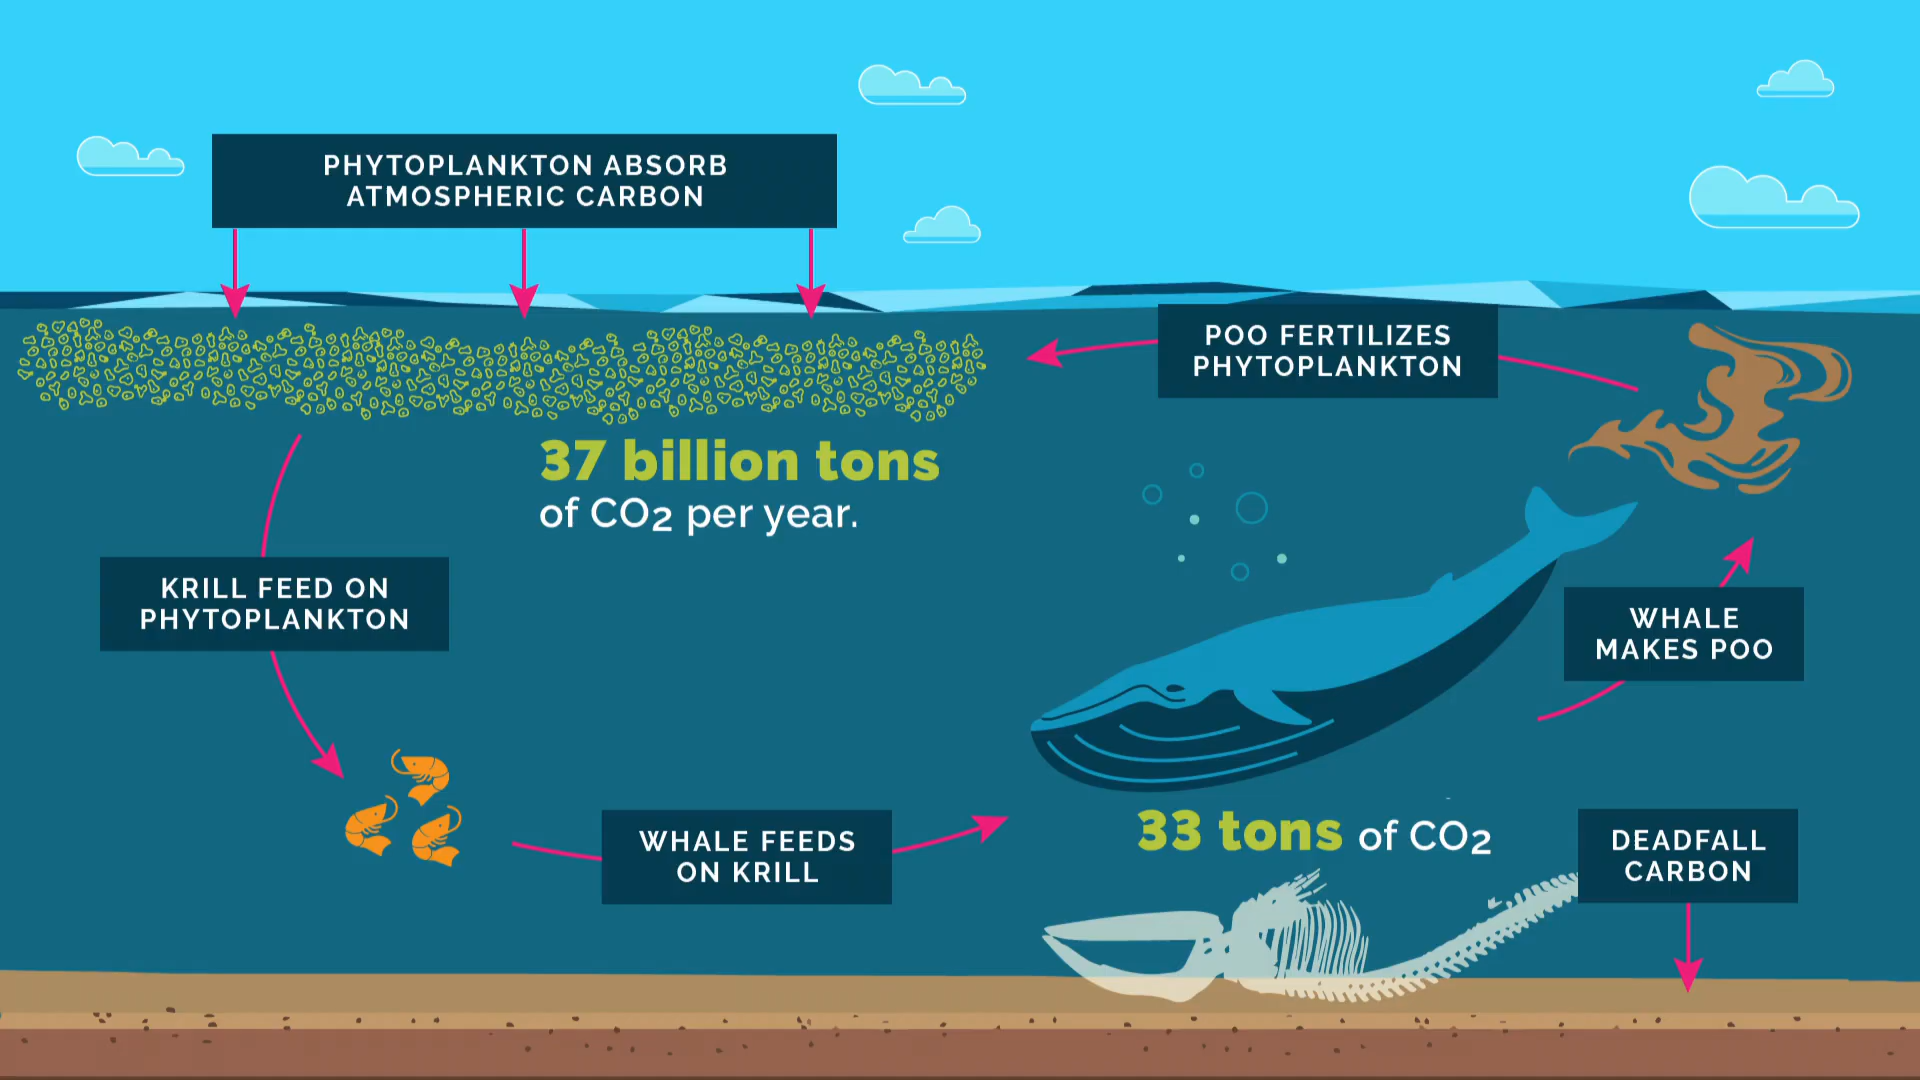 PHYTOPLANKTON ABSORB
ATMOSPHERIC CARBON
POO FERTILIZES
PHYTOPLANKTON
37 billion tons
of CO2 per year.
KRILL FEED ON
PHYTOPLANKTON
WHALE
MAKES POO
WHALE FEEDS
ON KRILL
33 tons of CO2
DEADFALL
CARBON